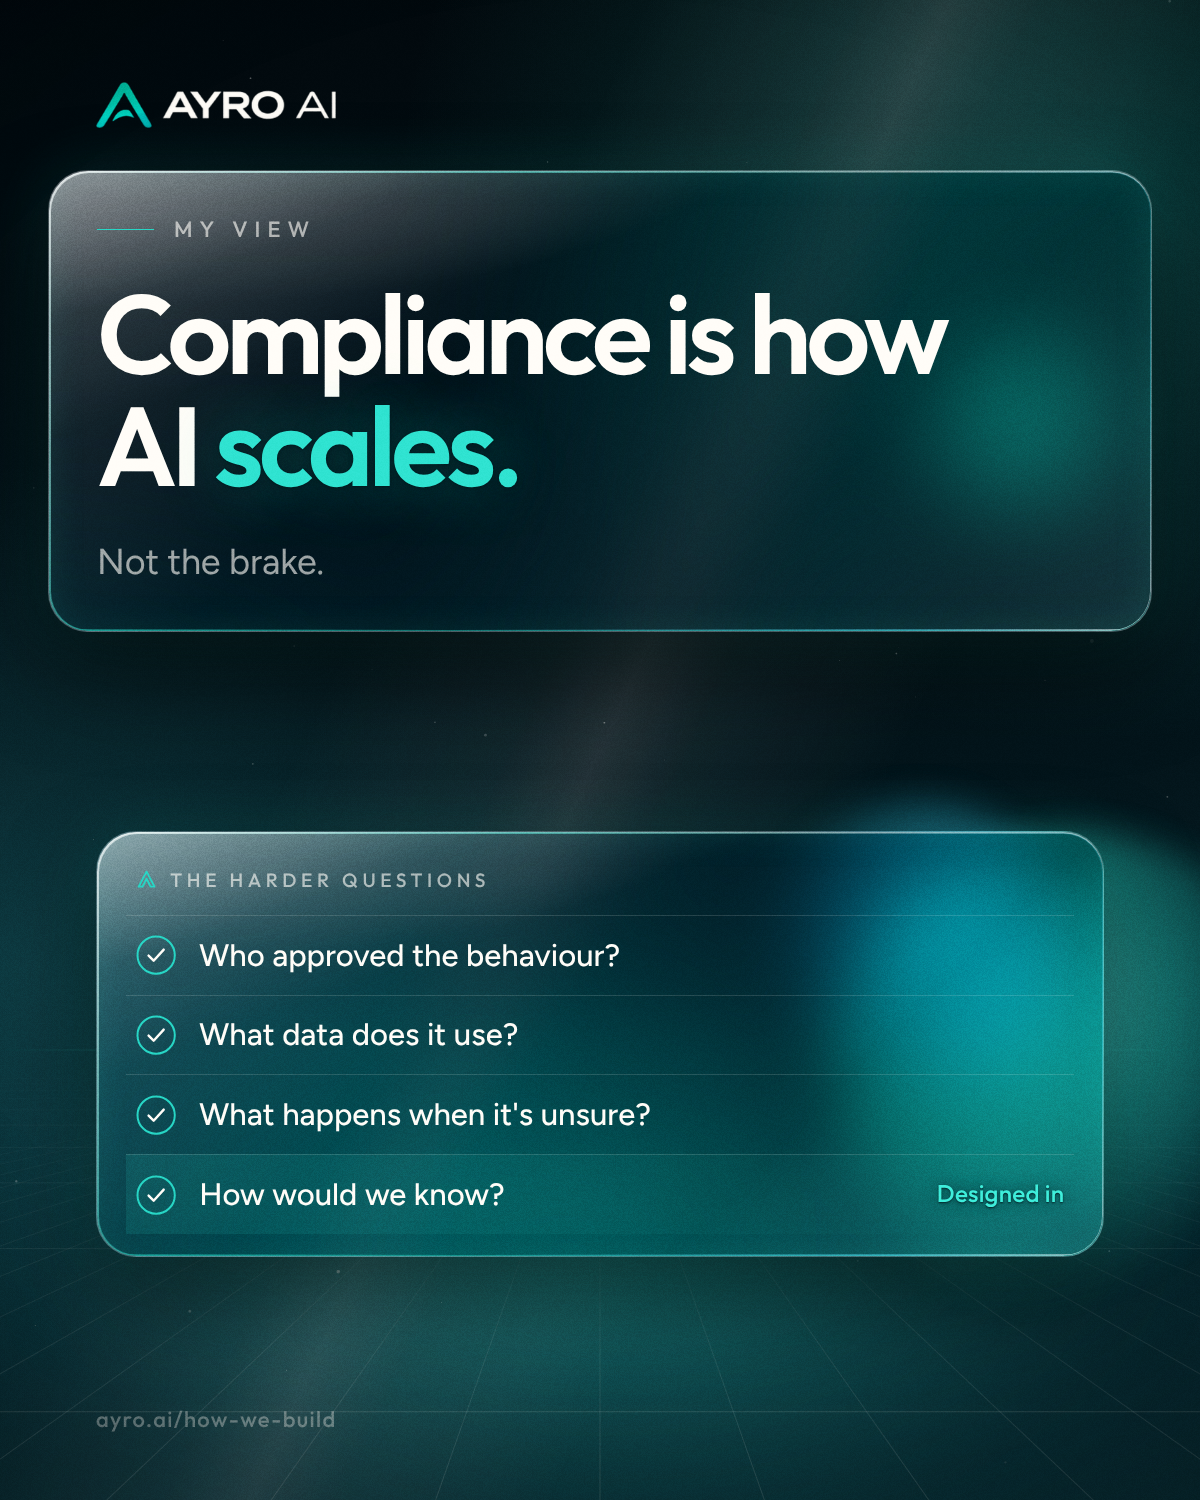 AYRO AI
MY VIEW
Compliance is how
AI scales.
Not the brake.
THE HARDER QUESTIONS
Who approved the behaviour?
What data does it use?
What happens when it's unsure?
How would we know?
Designed in
ayro.ai/how-we-build